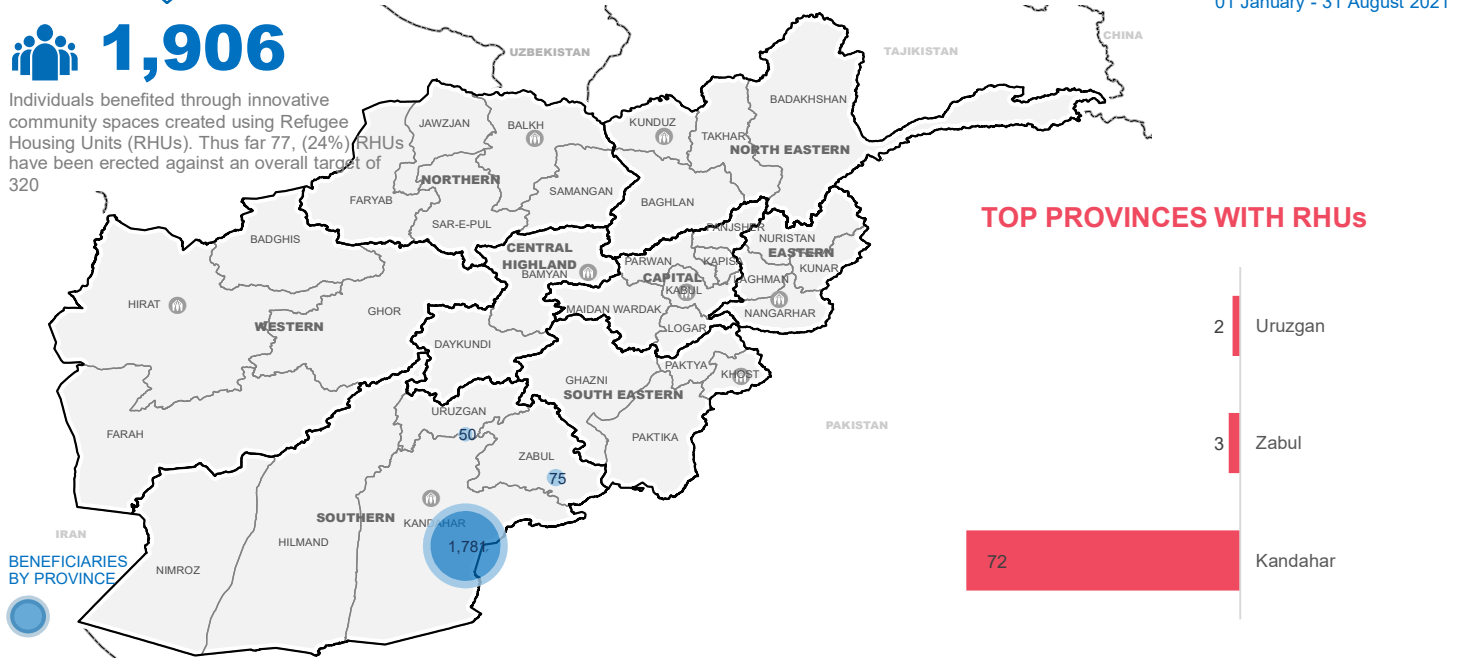 01 January - 31 August 2021
1,906
Individuals benefited through innovative
community spaces created using Refugee
Housing Units (RHUs). Thus far 77, (24%) RHUs
have been erected against an overall target of
320
UZBEKISTAN
TAJIKISTAN
CHINA
BADAKHSHAN
JAWZJAN
BALKH
KUNDUZ
TAKHAR
NORTH EASTERN
NORTHERN
SAMANGAN
BAGHLAN
FARYAB
SAR-E-PUL
PANJSHER
BADGHIS
NURISTAN
CENTRAL
HIGHLAND
EASTERN
PARWAN
KAPISA
KUNAR
BAMYAN
CAPITAL
LAGHMAN
KABUL
HIRAT
GHOR
MAIDAN WARDAK
NANGARHAR
WESTERN
LOGAR
DAYKUNDI
PAKTYA
KHOST
GHAZNI
SOUTH EASTERN
URUZGAN
50
FARAH
PAKTIKA
PAKISTAN
ZABUL
75
SOUTHERN
KANDAHAR
IRAN
HILMAND
1,781
NIMROZ
BENEFICIARIES
BY PROVINCE
TOP PROVINCES WITH RHUs
2 Uruzgan
3 Zabul
72 Kandahar